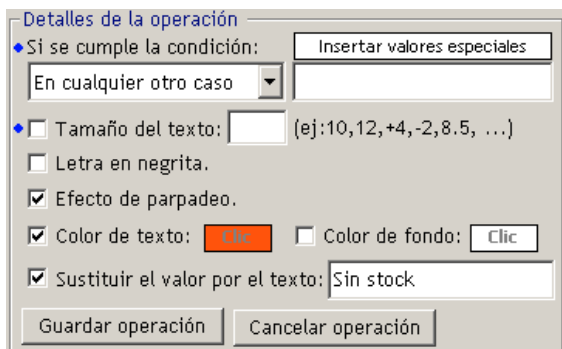 Detalles de la operación
Si se cumple la condición: Insertar valores especiales
En cualquier otro caso
Tamaño del texto: (ej:10,12,+4,-2,8.5, ...)
Letra en negrita.
Efecto de parpadeo.
Color de texto: Clic Color de fondo: Clic
Sustituir el valor por el texto: Sin stock
Guardar operación Cancelar operación